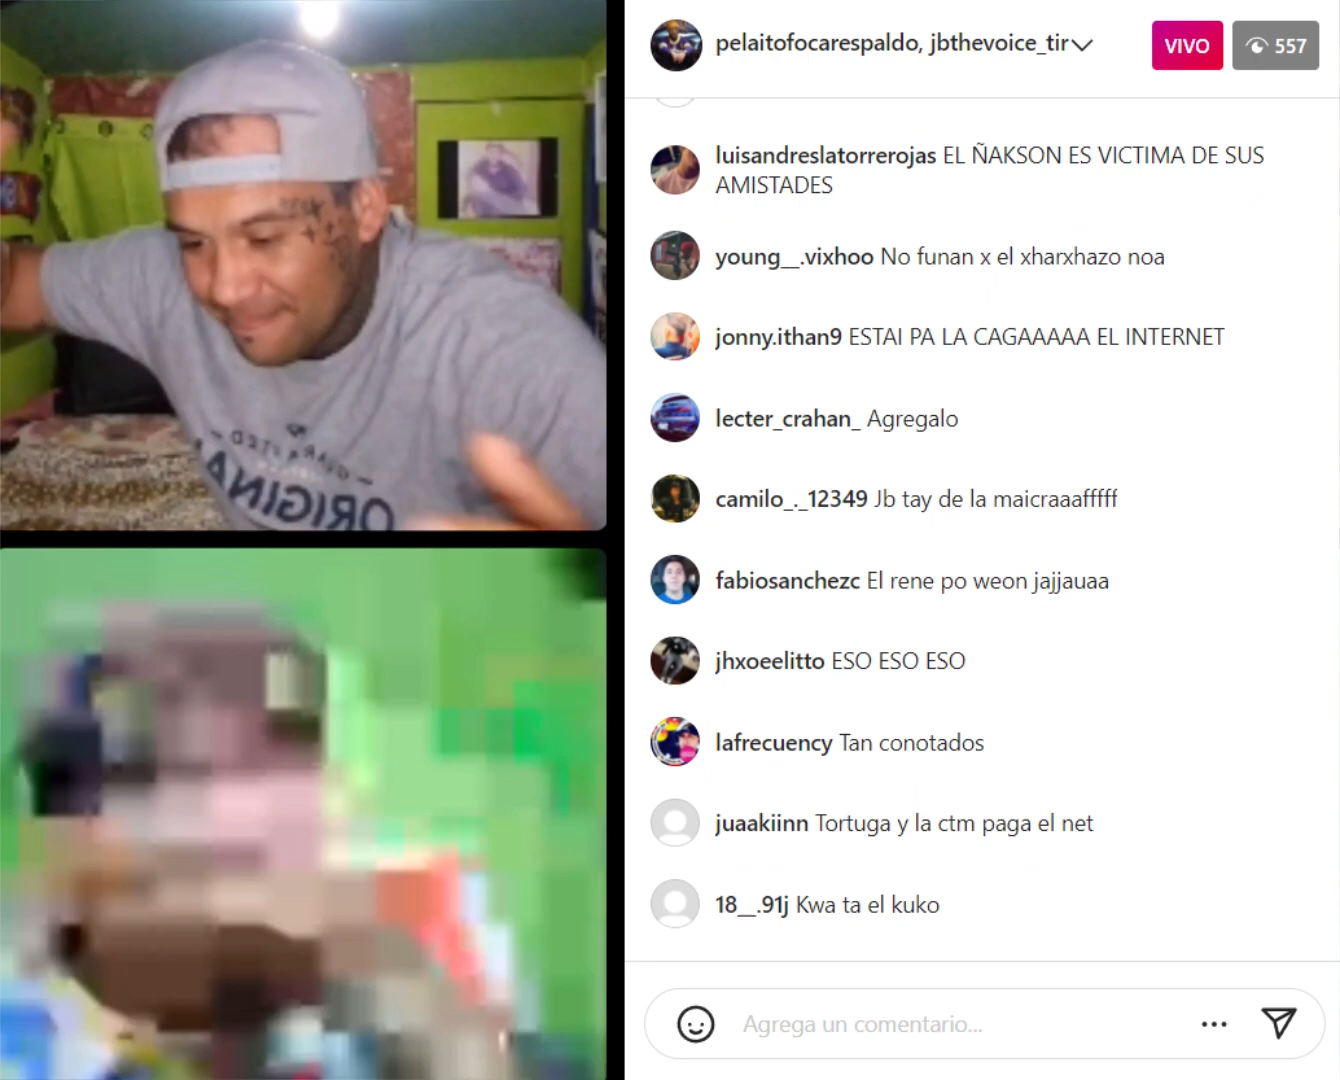 pelaitofocarespaldo, jbthevoice_tir
VIVO
557
luisandreslatorrerojas EL ÑAKSON ES VICTIMA DE SUS
AMISTADES
young__.vixhoo No funan x el xharxhazo noa
jonny.ithan9 ESTAI PA LA CAGAAAAA EL INTERNET
lecter_crahan_ Agregalo
camilo_._12349 Jb tay de la maicraaafffff
fabiosanchezc El rene po weon jajjauaa
jhxoeelitto ESO ESO ESO
lafrecuency Tan conotados
juaakiinn Tortuga y la ctm paga el net
18__.91j Kwa ta el kuko
Agrega un comentario...
ORIGINA